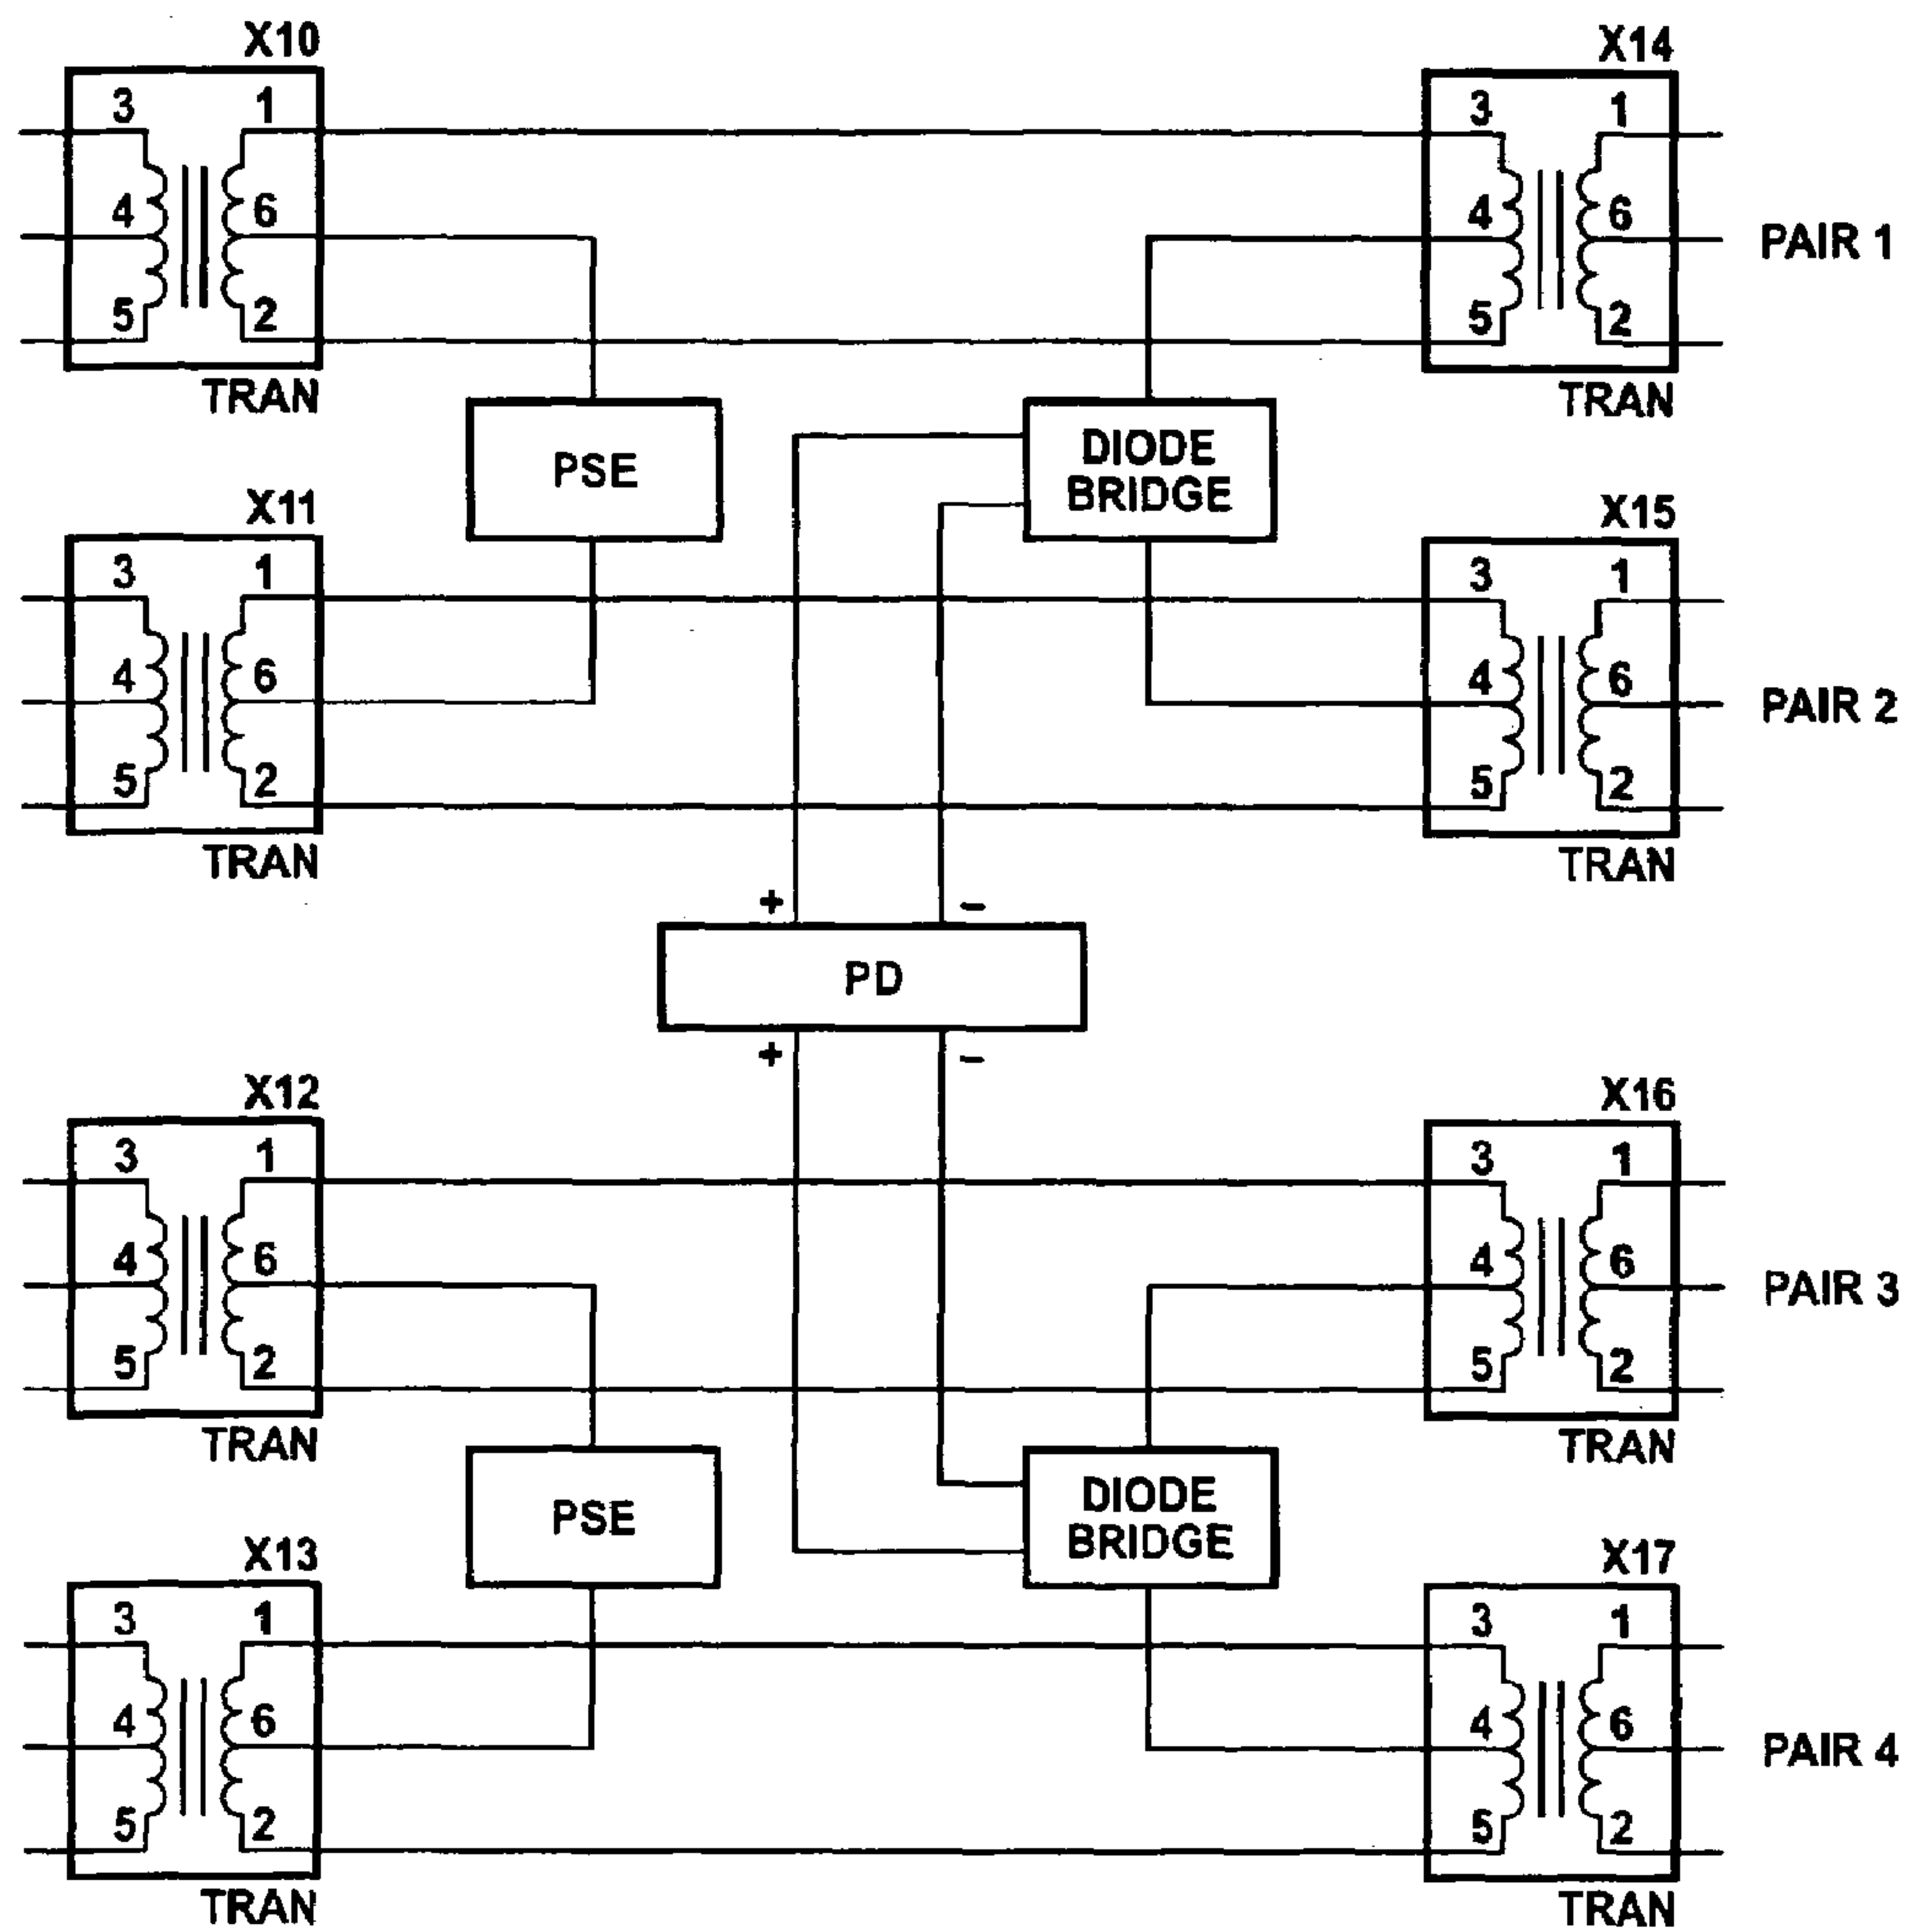 X10
X14
3 1
3 1
4 6
4 6
PAIR 1
5 2
5 2
TRAN
TRAN
PSE
DIODE
BRIDGE
X11
X15
3 1
3 1
4 6
4 6
PAIR 2
5 2
5 2
TRAN
TRAN
+ −
PD
+ −
X12
X16
3 1
3 1
4 6
4 6
PAIR 3
5 2
5 2
TRAN
TRAN
PSE
DIODE
BRIDGE
X13
X17
3 1
3 1
4 6
4 6
PAIR 4
5 2
5 2
TRAN
TRAN